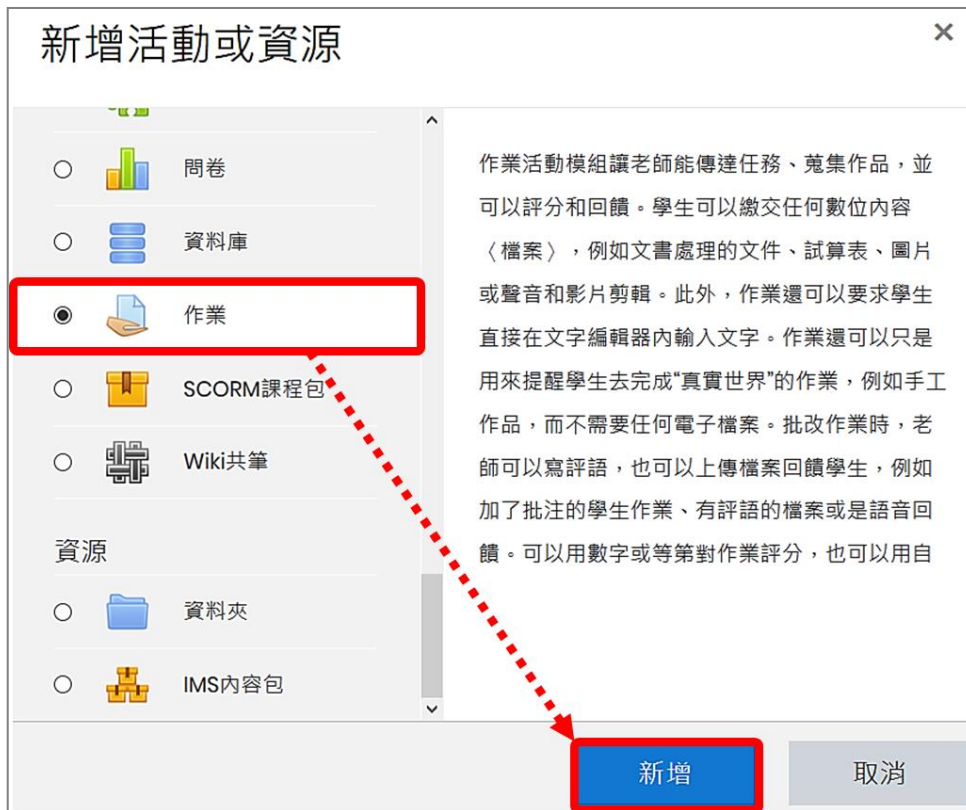 新增活動或資源
×
問卷
資料庫
作業
SCORM課程包
Wiki共筆
資源
資料夾
IMS內容包
作業活動模組讓老師能傳達任務、蒐集作品，並
可以評分和回饋。學生可以繳交任何數位內容
〈檔案〉，例如文書處理的文件、試算表、圖片
或聲音和影片剪輯。此外，作業還可以要求學生
直接在文字編輯器內輸入文字。作業還可以只是
用來提醒學生去完成“真實世界”的作業，例如手工
作品，而不需要任何電子檔案。批改作業時，老
師可以寫評語，也可以上傳檔案回饋學生，例如
加了批注的學生作業、有評語的檔案或是語音回
饋。可以用數字或等第對作業評分，也可以用自
新增
取消